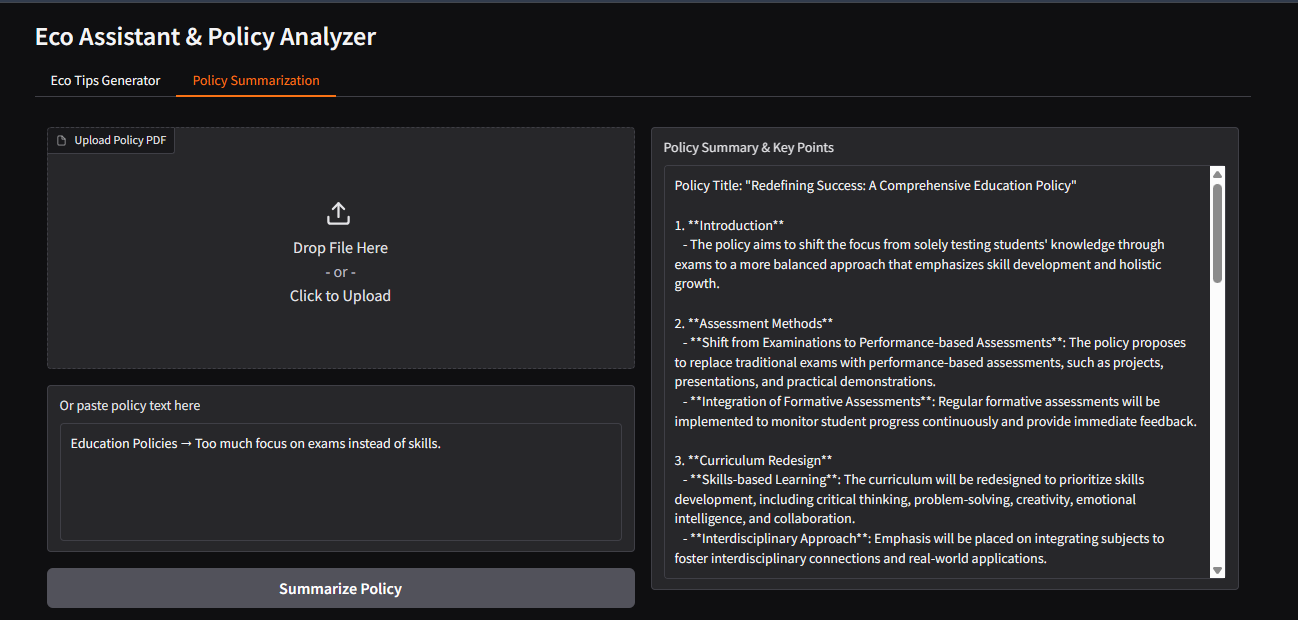 Eco Assistant & Policy Analyzer
Eco Tips Generator
Policy Summarization
Upload Policy PDF
Drop File Here
- or -
Click to Upload
Or paste policy text here
Education Policies → Too much focus on exams instead of skills.
Summarize Policy
Policy Summary & Key Points
Policy Title: "Redefining Success: A Comprehensive Education Policy"
1. **Introduction**
- The policy aims to shift the focus from solely testing students' knowledge through
exams to a more balanced approach that emphasizes skill development and holistic
growth.
2. **Assessment Methods**
- **Shift from Examinations to Performance-based Assessments**: The policy proposes
to replace traditional exams with performance-based assessments, such as projects,
presentations, and practical demonstrations.
- **Integration of Formative Assessments**: Regular formative assessments will be
implemented to monitor student progress continuously and provide immediate feedback.
3. **Curriculum Redesign**
- **Skills-based Learning**: The curriculum will be redesigned to prioritize skills
development, including critical thinking, problem-solving, creativity, emotional
intelligence, and collaboration.
- **Interdisciplinary Approach**: Emphasis will be placed on integrating subjects to
foster interdisciplinary connections and real-world applications.